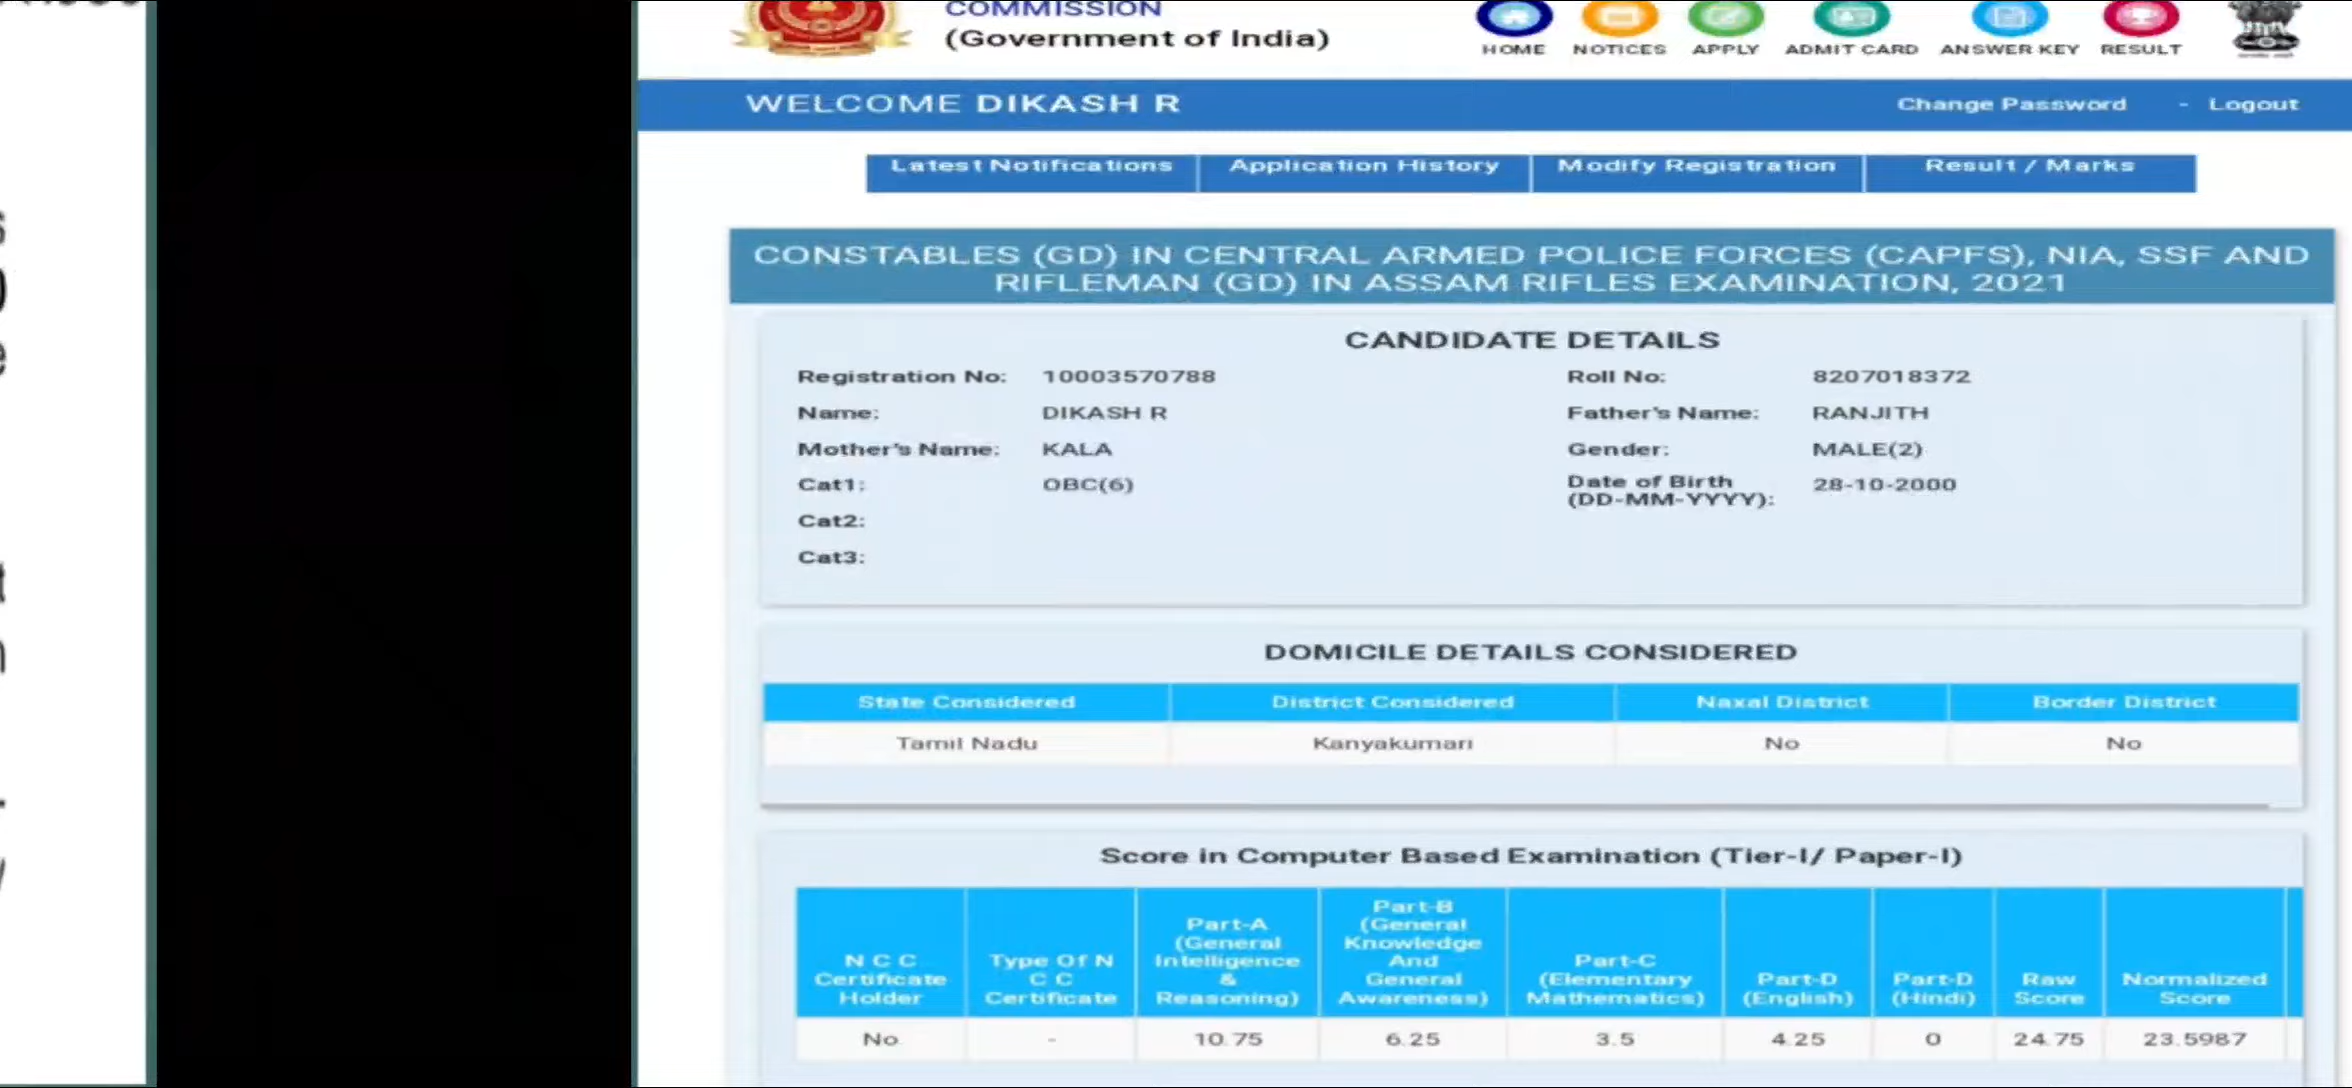 COMMISSION
(Government of India)
HOME NOTICES APPLY ADMIT CARD ANSWER KEY RESULT
WELCOME DIKASH R
Change Password - Logout
Latest Notifications Application History Modify Registration Result / Marks
CONSTABLES (GD) IN CENTRAL ARMED POLICE FORCES (CAPFS), NIA, SSF AND
RIFLEMAN (GD) IN ASSAM RIFLES EXAMINATION, 2021
CANDIDATE DETAILS
Registration No: 10003570788 Roll No: 8207018372
Name: DIKASH R Father's Name: RANJITH
Mother's Name: KALA Gender: MALE(2)
Cat1: OBC(6) Date of Birth (DD-MM-YYYY): 28-10-2000
Cat2:
Cat3:
DOMICILE DETAILS CONSIDERED
State Considered District Considered Naxal District Border District
Tamil Nadu Kanyakumari No No
Score in Computer Based Examination (Tier-I/ Paper-I)
N C C Certificate Holder
Type Of N C C Certificate
Part-A (General Intelligence & Reasoning)
Part-B (General Knowledge And General Awareness)
Part-C (Elementary Mathematics)
Part-D (English)
Part-D (Hindi)
Raw Score
Normalized Score
No - 10.75 6.25 3.5 4.25 0 24.75 23.5987